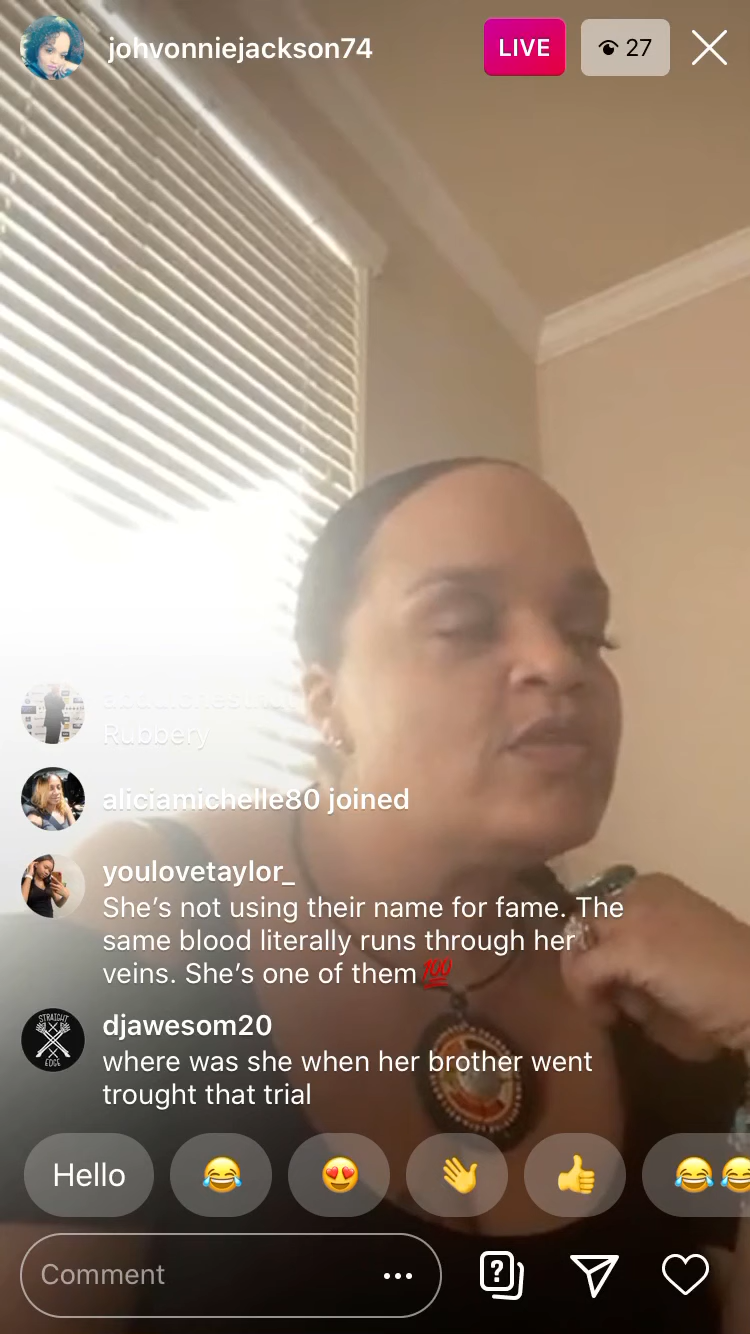 johvonniejackson74
LIVE
27
Rubbery
aliciamichelle80 joined
youlovetaylor_
She’s not using their name for fame. The
same blood literally runs through her
veins. She’s one of them💯
STRAIGHT
EDGE
djawesom20
where was she when her brother went
trought that trial
Hello
😂
😍
👋
👍
😂😂
Comment